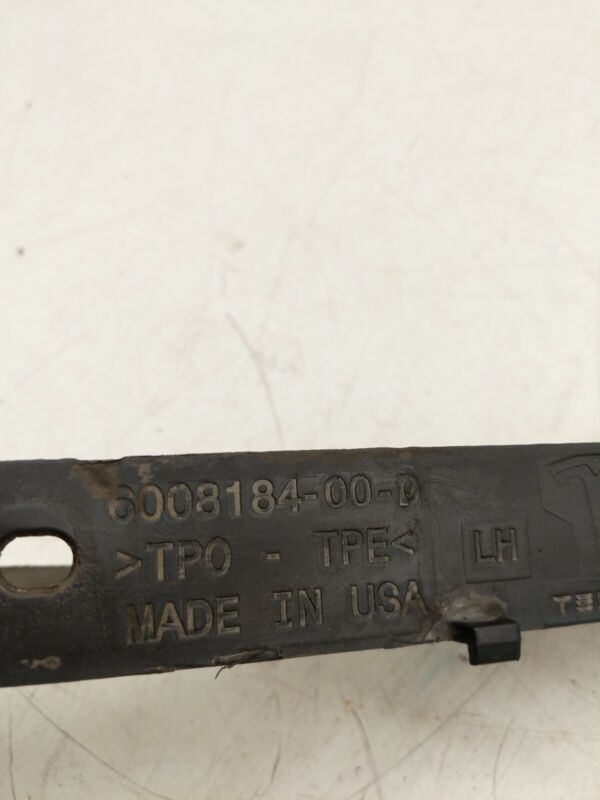 6008184-00-D
>TPO - TPE<
LH
MADE IN USA